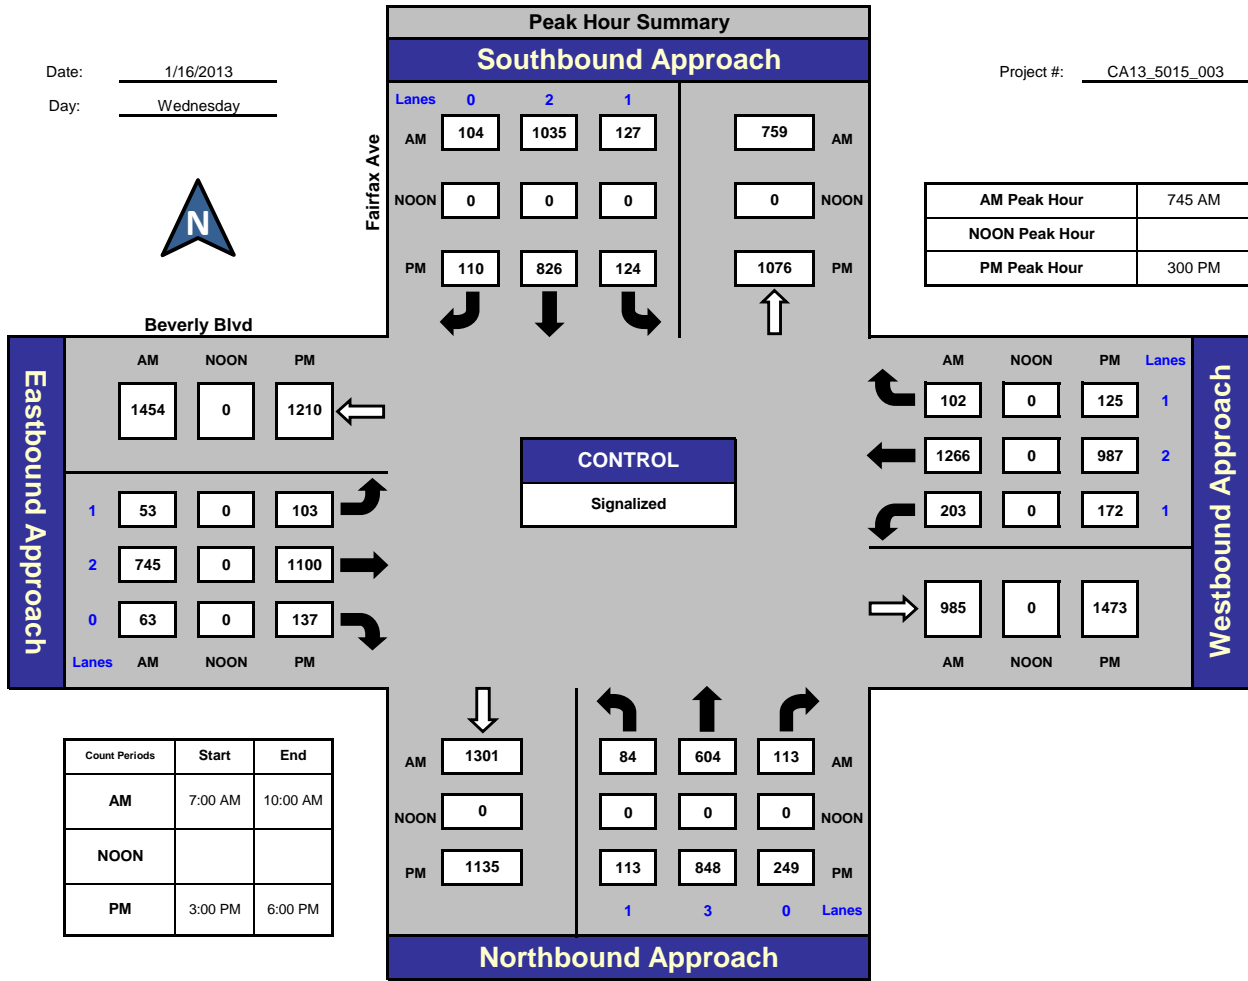 Peak Hour Summary
Southbound Approach
Date: 1/16/2013
Project #: CA13_5015_003
Day: Wednesday
Fairfax Ave
Lanes 0 2 1
AM 104 1035 127 759 AM
NOON 0 0 0 0 NOON
PM 110 826 124 1076 PM
N
AM Peak Hour 745 AM
NOON Peak Hour
PM Peak Hour 300 PM
Beverly Blvd
Eastbound Approach
AM NOON PM
1454 0 1210
1 53 0 103
2 745 0 1100
0 63 0 137
Lanes AM NOON PM
CONTROL
Signalized
AM NOON PM Lanes
102 0 125 1
1266 0 987 2
203 0 172 1
985 0 1473
AM NOON PM
Westbound Approach
Count Periods Start End
AM 7:00 AM 10:00 AM
NOON
PM 3:00 PM 6:00 PM
AM 1301 84 604 113 AM
NOON 0 0 0 0 NOON
PM 1135 113 848 249 PM
1 3 0 Lanes
Northbound Approach